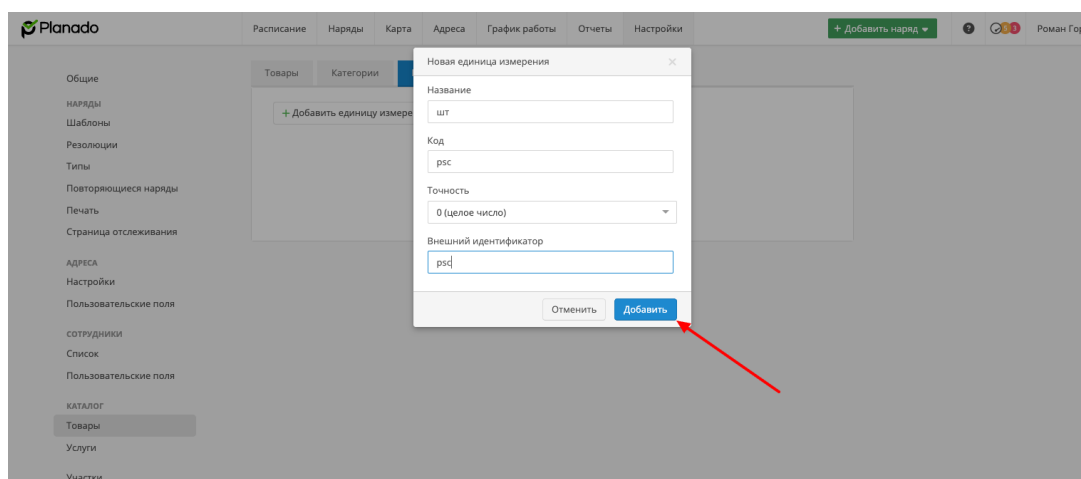 Planado
Расписание Наряды Карта Адреса График работы Отчеты Настройки + Добавить наряд Роман Гор
Общие
НАРЯДЫ
Шаблоны
Резолюции
Типы
Повторяющиеся наряды
Печать
Страница отслеживания
АДРЕСА
Настройки
Пользовательские поля
СОТРУДНИКИ
Список
Пользовательские поля
КАТАЛОГ
Товары
Услуги
Участки
Товары Категории
+ Добавить единицу измере
Новая единица измерения
Название
шт
Код
psc
Точность
0 (целое число)
Внешний идентификатор
psc
Отменить Добавить